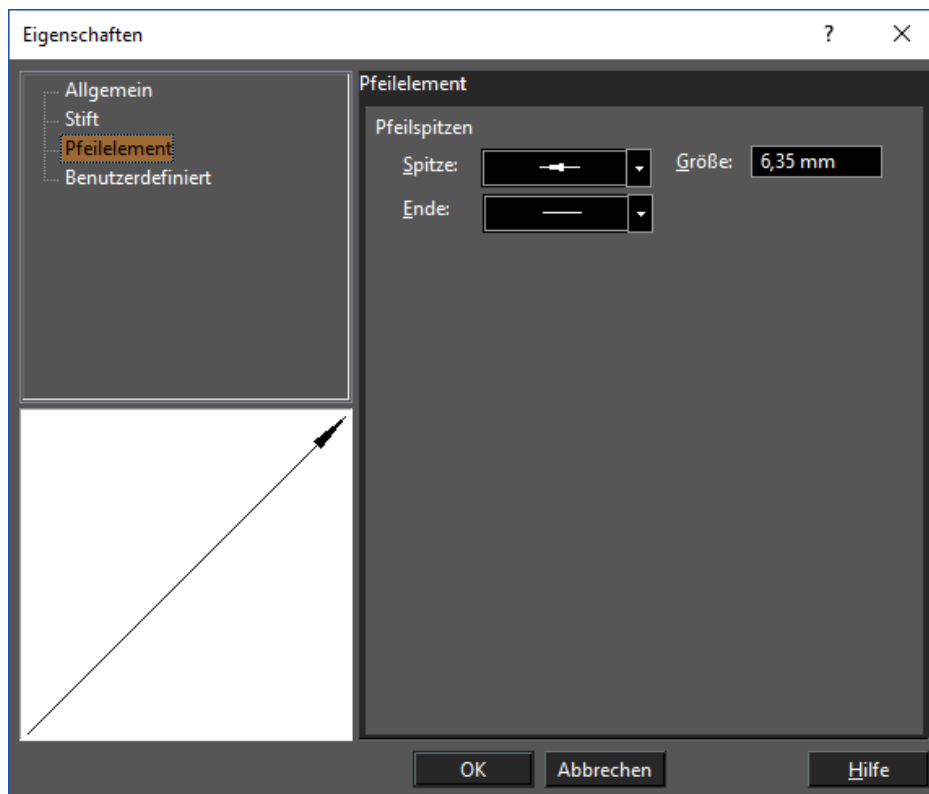 Eigenschaften
Allgemein
Stift
Pfeilelement
Benutzerdefiniert
Pfeilelement
Pfeilspitzen
Spitze:
Größe: 6,35 mm
Ende:
OK Abbrechen Hilfe